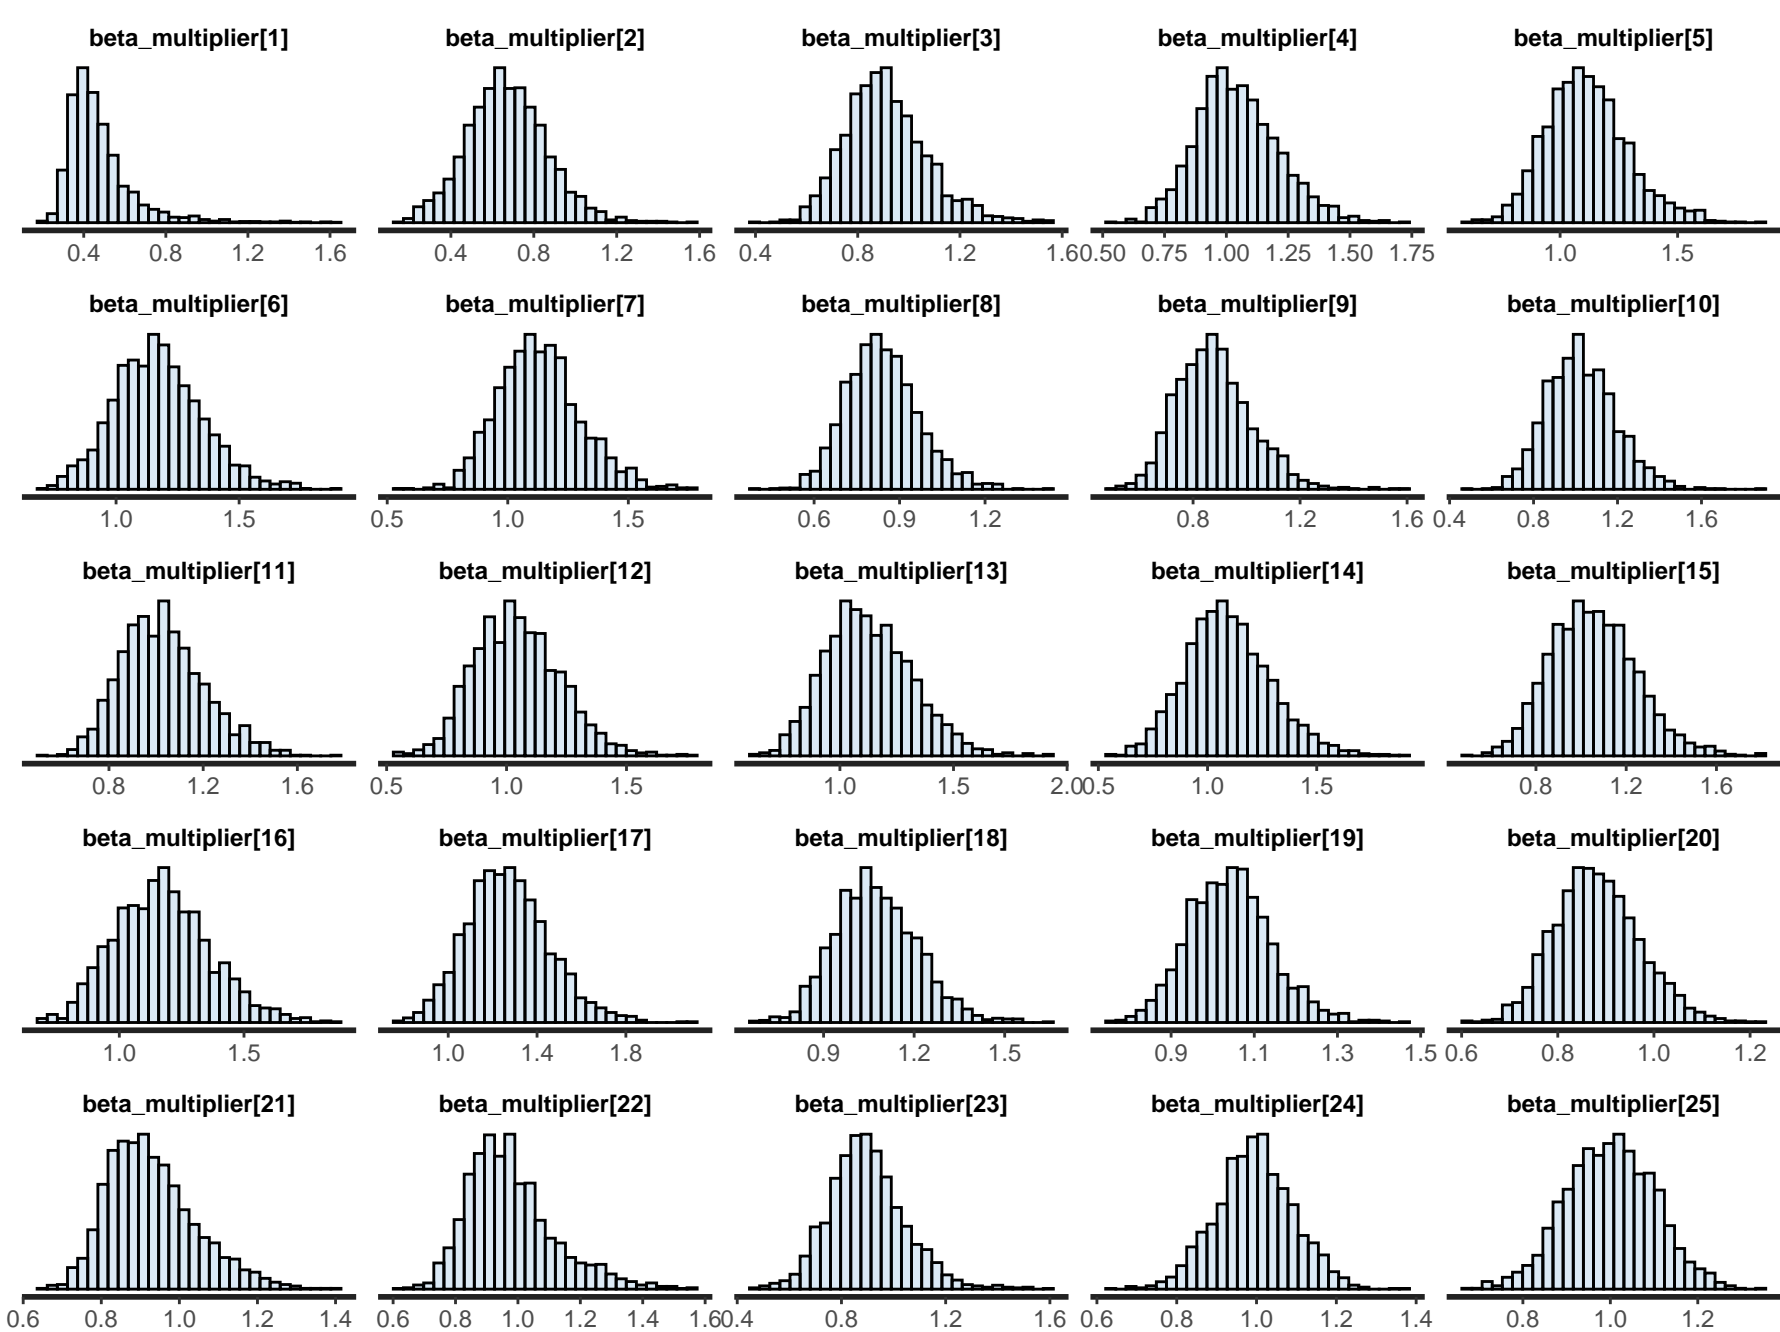 beta_multiplier[1] beta_multiplier[2] beta_multiplier[3] beta_multiplier[4] beta_multiplier[5]
0.4 0.8 1.2 1.6 0.4 0.8 1.2 1.6 0.4 0.8 1.2 1.6 0.50 0.75 1.00 1.25 1.50 1.75 1.0 1.5
beta_multiplier[6] beta_multiplier[7] beta_multiplier[8] beta_multiplier[9] beta_multiplier[10]
1.0 1.5 0.5 1.0 1.5 0.6 0.9 1.2 0.8 1.2 1.6 0.4 0.8 1.2 1.6
beta_multiplier[11] beta_multiplier[12] beta_multiplier[13] beta_multiplier[14] beta_multiplier[15]
0.8 1.2 1.6 0.5 1.0 1.5 1.0 1.5 2.0 0.5 1.0 1.5 0.8 1.2 1.6
beta_multiplier[16] beta_multiplier[17] beta_multiplier[18] beta_multiplier[19] beta_multiplier[20]
1.0 1.5 1.0 1.4 1.8 0.9 1.2 1.5 0.9 1.1 1.3 1.5 0.6 0.8 1.0 1.2
beta_multiplier[21] beta_multiplier[22] beta_multiplier[23] beta_multiplier[24] beta_multiplier[25]
0.6 0.8 1.0 1.2 1.4 0.6 0.8 1.0 1.2 1.4 1.6 0.4 0.8 1.2 1.6 0.6 0.8 1.0 1.2 1.4 0.8 1.0 1.2